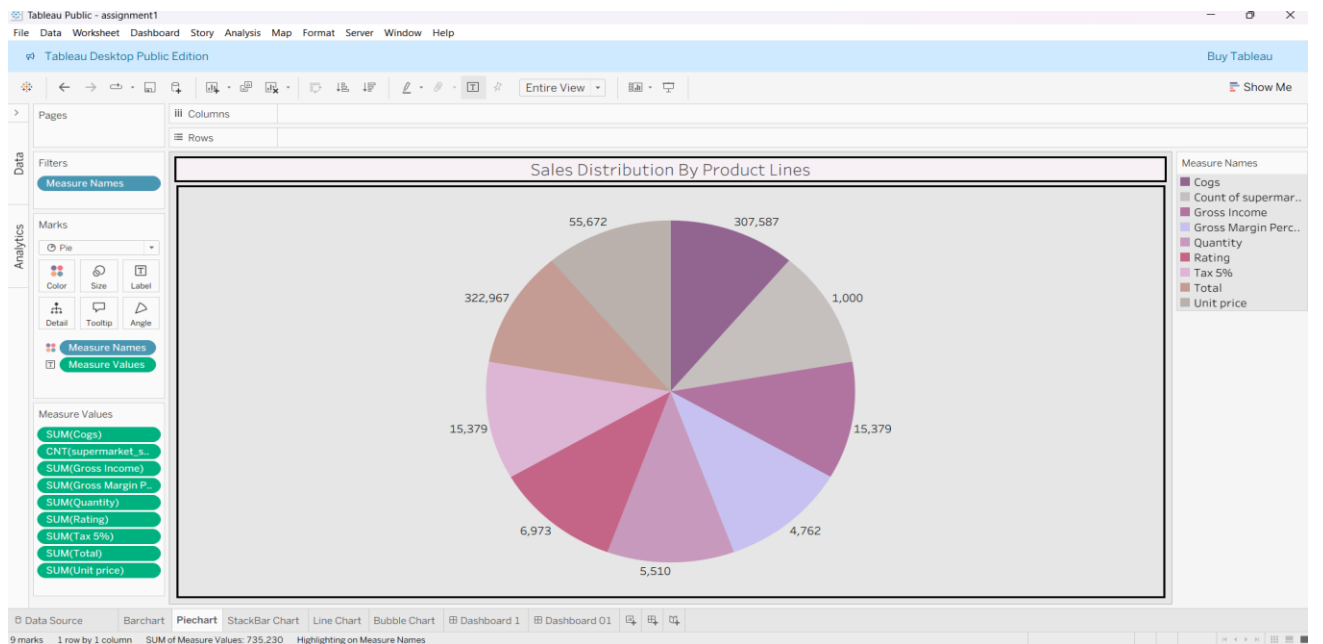 Tableau Public - assignment1
File Data Worksheet Dashboard Story Analysis Map Format Server Window Help
Tableau Desktop Public Edition
Buy Tableau
Entire View
Show Me
Pages
Columns
Rows
Data
Analytics
Filters
Measure Names
Marks
Pie
Color Size Label
Detail Tooltip Angle
Measure Names
Measure Values
Measure Values
SUM(Cogs)
CNT(supermarket_s..
SUM(Gross Income)
SUM(Gross Margin P..
SUM(Quantity)
SUM(Rating)
SUM(Tax 5%)
SUM(Total)
SUM(Unit price)
Sales Distribution By Product Lines
55,672
307,587
322,967
1,000
15,379
15,379
6,973
4,762
5,510
Measure Names
Cogs
Count of supermar..
Gross Income
Gross Margin Perc..
Quantity
Rating
Tax 5%
Total
Unit price
Data Source Barchart Piechart StackBar Chart Line Chart Bubble Chart Dashboard 1 Dashboard 01
9 marks 1 row by 1 column SUM of Measure Values: 735,230 Highlighting on Measure Names